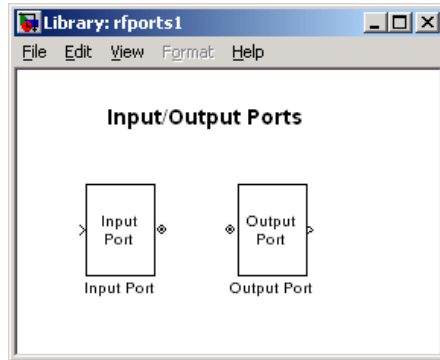 Library: rfports1
File Edit View Format Help
Input/Output Ports
Input
Port
Output
Port
Input Port
Output Port